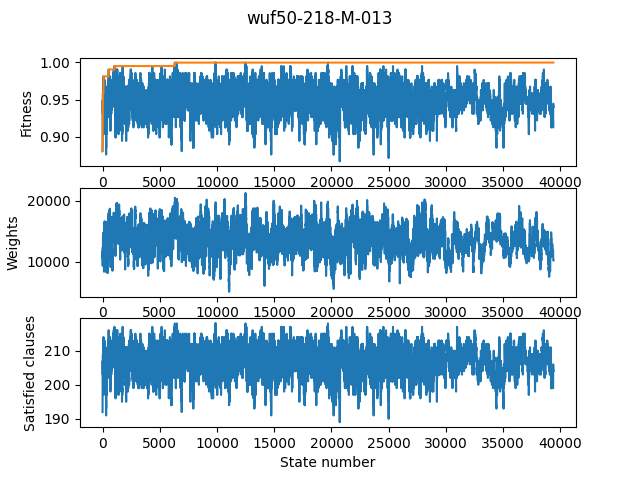 wuf50-218-M-013
1.00
0.95
0.90
Fitness
0 5000 10000 15000 20000 25000 30000 35000 40000
20000
10000
Weights
0 5000 10000 15000 20000 25000 30000 35000 40000
210
200
190
Satisfied clauses
0 5000 10000 15000 20000 25000 30000 35000 40000
State number